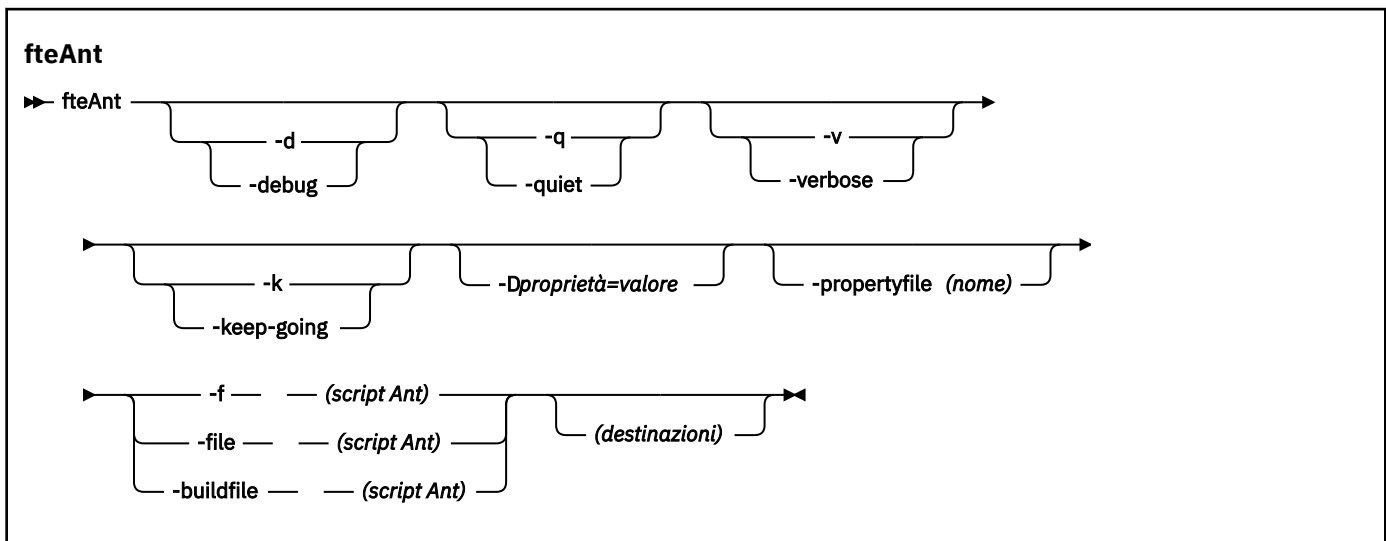 fteAnt
fteAnt -d -q -v
-debug -quiet -verbose
-k -Dproprietà=valore -propertyfile (nome)
-keep-going
-f (script Ant)
-file (script Ant) (destinazioni)
-buildfile (script Ant)